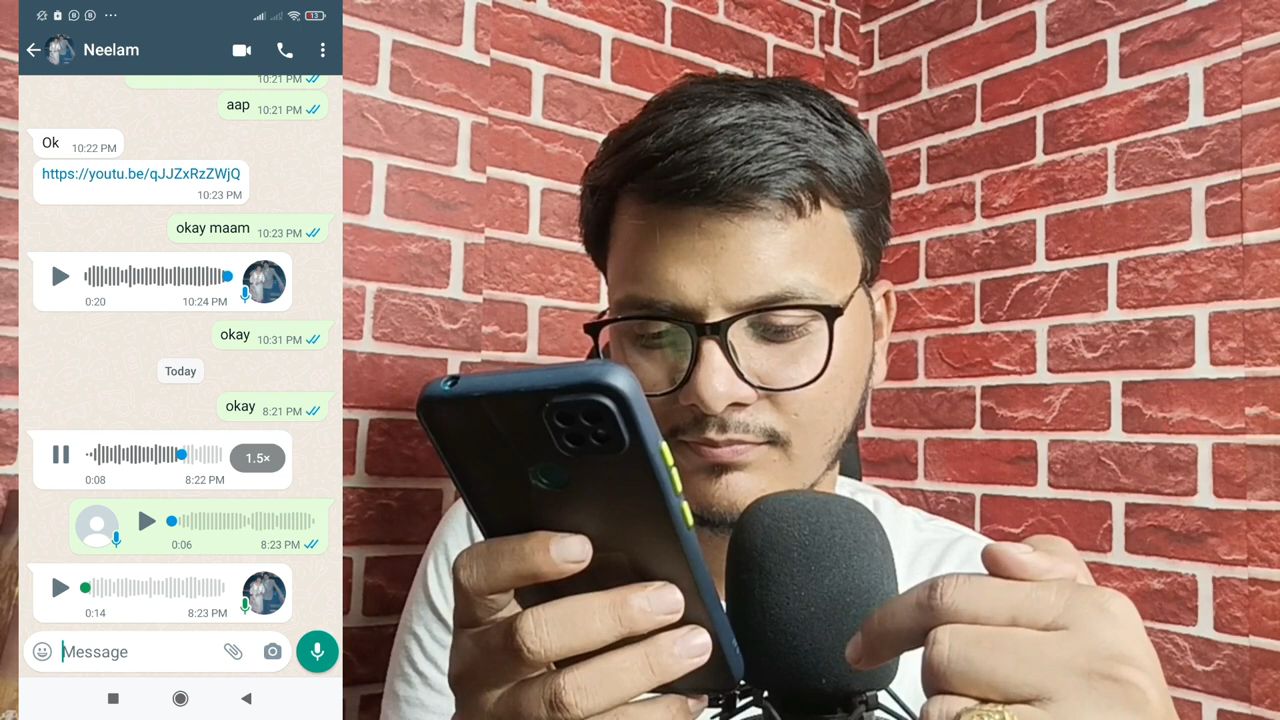 13
Neelam
10:21 PM
aap 10:21 PM
Ok 10:22 PM
https://youtu.be/qJJZxRzZWjQ
10:23 PM
okay maam 10:23 PM
0:20 10:24 PM
okay 10:31 PM
Today
okay 8:21 PM
1.5×
0:08 8:22 PM
0:06 8:23 PM
0:14 8:23 PM
Message